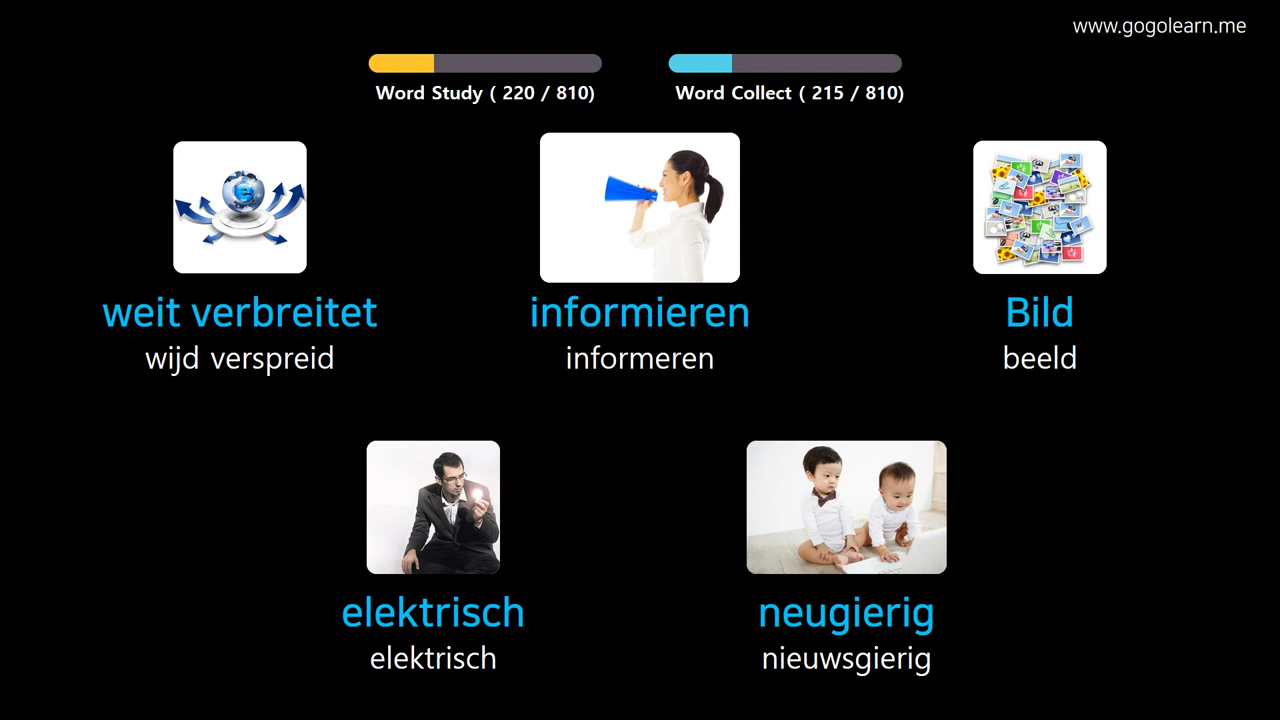 www.gogolearn.me
Word Study ( 220 / 810)
Word Collect ( 215 / 810)
weit verbreitet
wijd verspreid
informieren
informeren
Bild
beeld
elektrisch
elektrisch
neugierig
nieuwsgierig